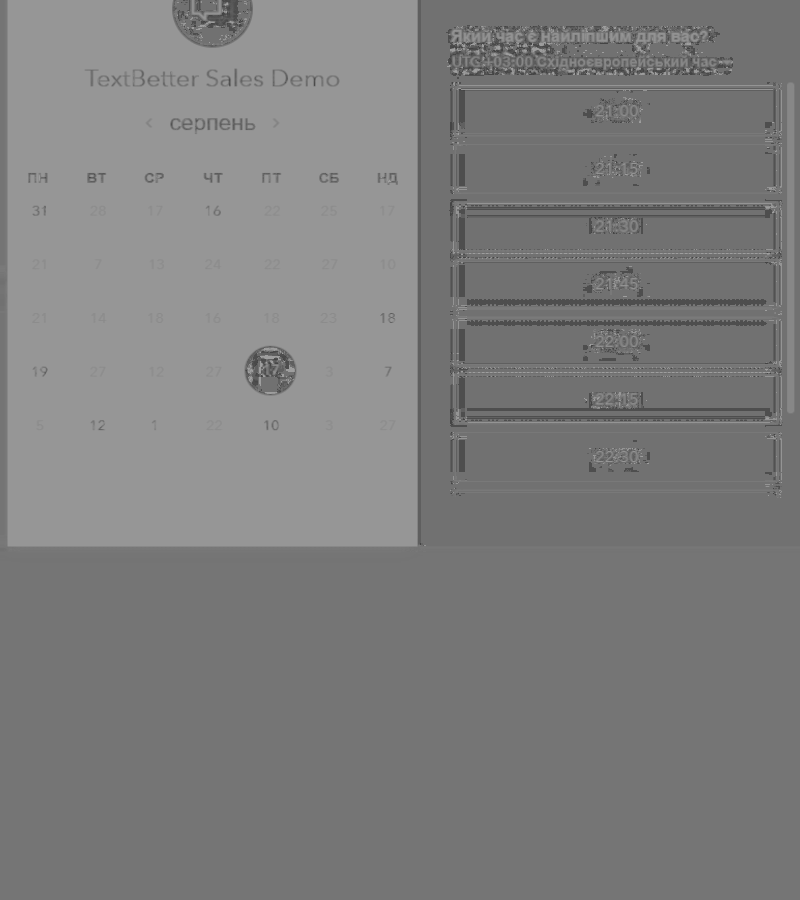 TextBetter Sales Demo
серпень
ПН ВТ СР ЧТ ПТ СБ НД
31 28 17 16 22 25 17
21 7 13 24 22 27 10
21 14 18 16 18 23 18
19 27 12 27 17 3 7
5 12 1 22 10 3 27
Який час є найліпшим для вас?
UTC+03:00 Східноєвропейський час
21:00
21:15
21:30
21:45
22:00
22:15
22:30